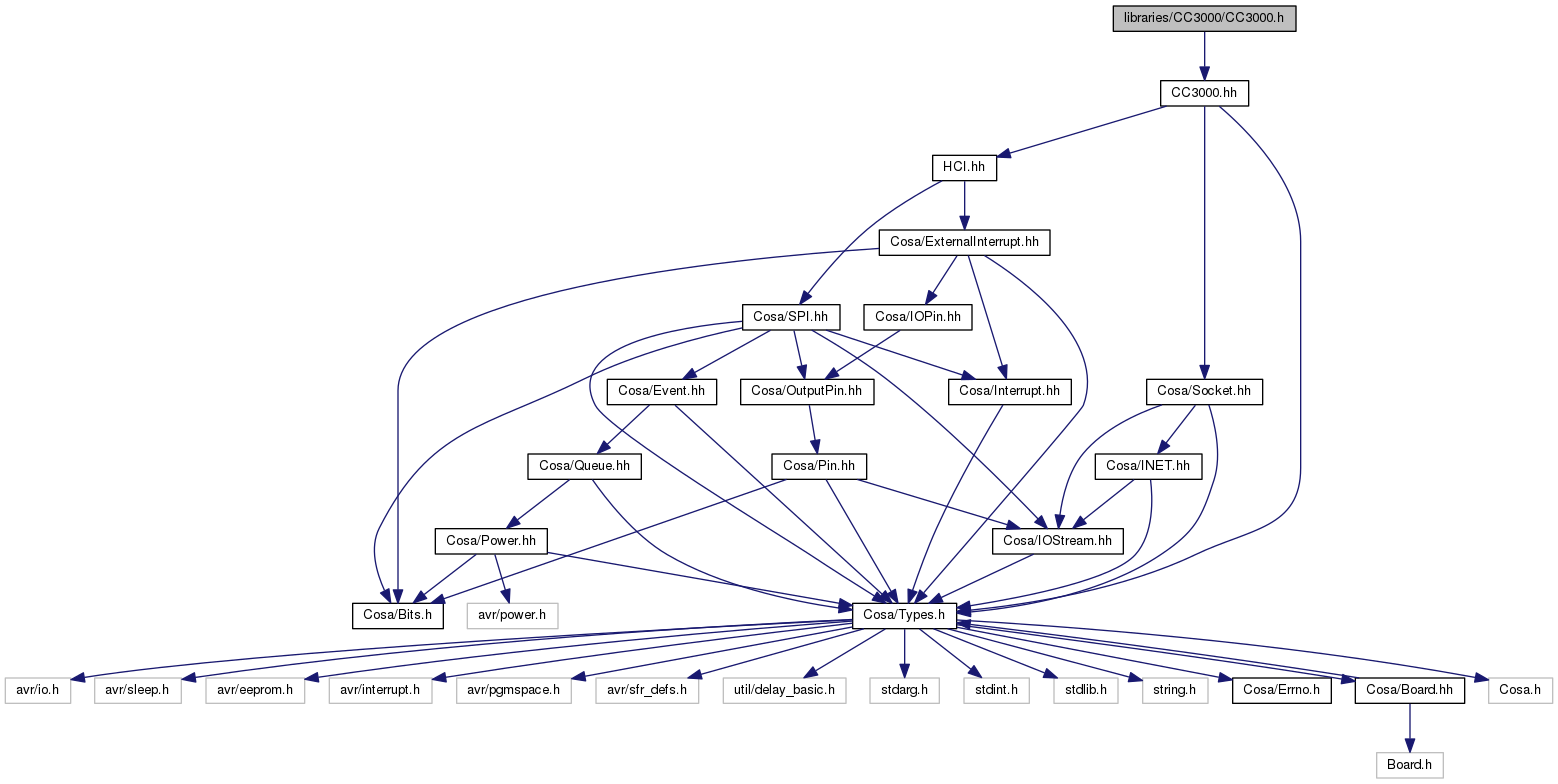 libraries/CC3000/CC3000.h
CC3000.hh
HCI.hh
Cosa/ExternalInterrupt.hh
Cosa/SPI.hh
Cosa/IOPin.hh
Cosa/Event.hh
Cosa/OutputPin.hh
Cosa/Interrupt.hh
Cosa/Socket.hh
Cosa/Queue.hh
Cosa/Pin.hh
Cosa/INET.hh
Cosa/Power.hh
Cosa/IOStream.hh
Cosa/Bits.h
avr/power.h
Cosa/Types.h
avr/io.h
avr/sleep.h
avr/eeprom.h
avr/interrupt.h
avr/pgmspace.h
avr/sfr_defs.h
util/delay_basic.h
stdarg.h
stdint.h
stdlib.h
string.h
Cosa/Errno.h
Cosa/Board.hh
Cosa.h
Board.h